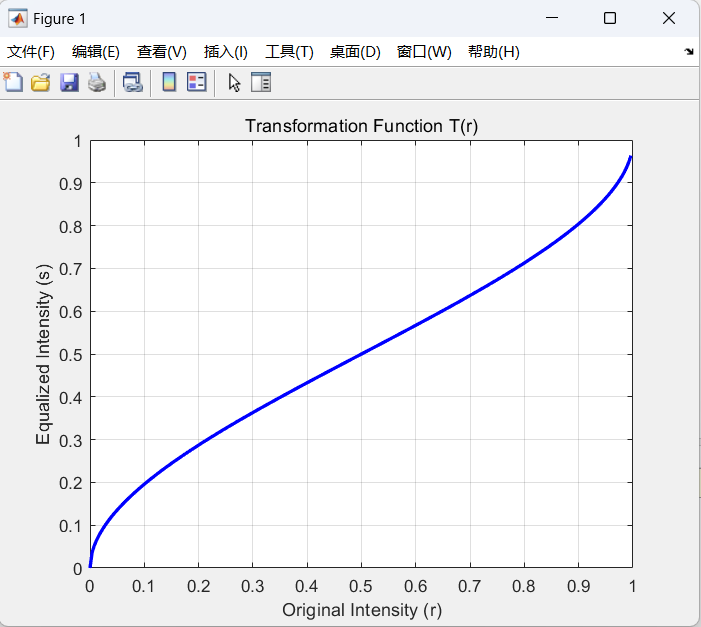 Figure 1
文件(F) 编辑(E) 查看(V) 插入(I) 工具(T) 桌面(D) 窗口(W) 帮助(H)
Transformation Function T(r)
1
0.9
0.8
0.7
0.6
0.5
0.4
0.3
0.2
0.1
0
Equalized Intensity (s)
0 0.1 0.2 0.3 0.4 0.5 0.6 0.7 0.8 0.9 1
Original Intensity (r)